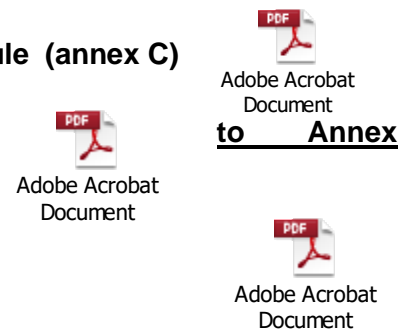 ule (annex C)
PDF
Adobe Acrobat
Document
to Annex
PDF
Adobe Acrobat
Document
PDF
Adobe Acrobat
Document